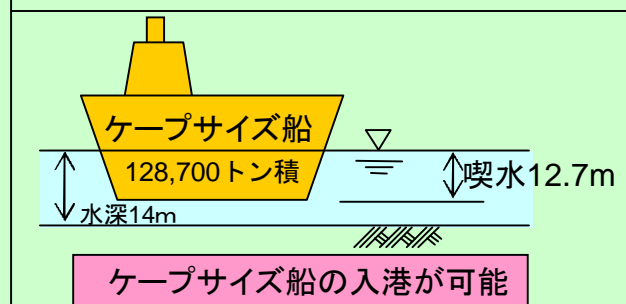 ケープサイズ船
128,700トン積
喫水12.7m
水深14m
ケープサイズ船の入港が可能